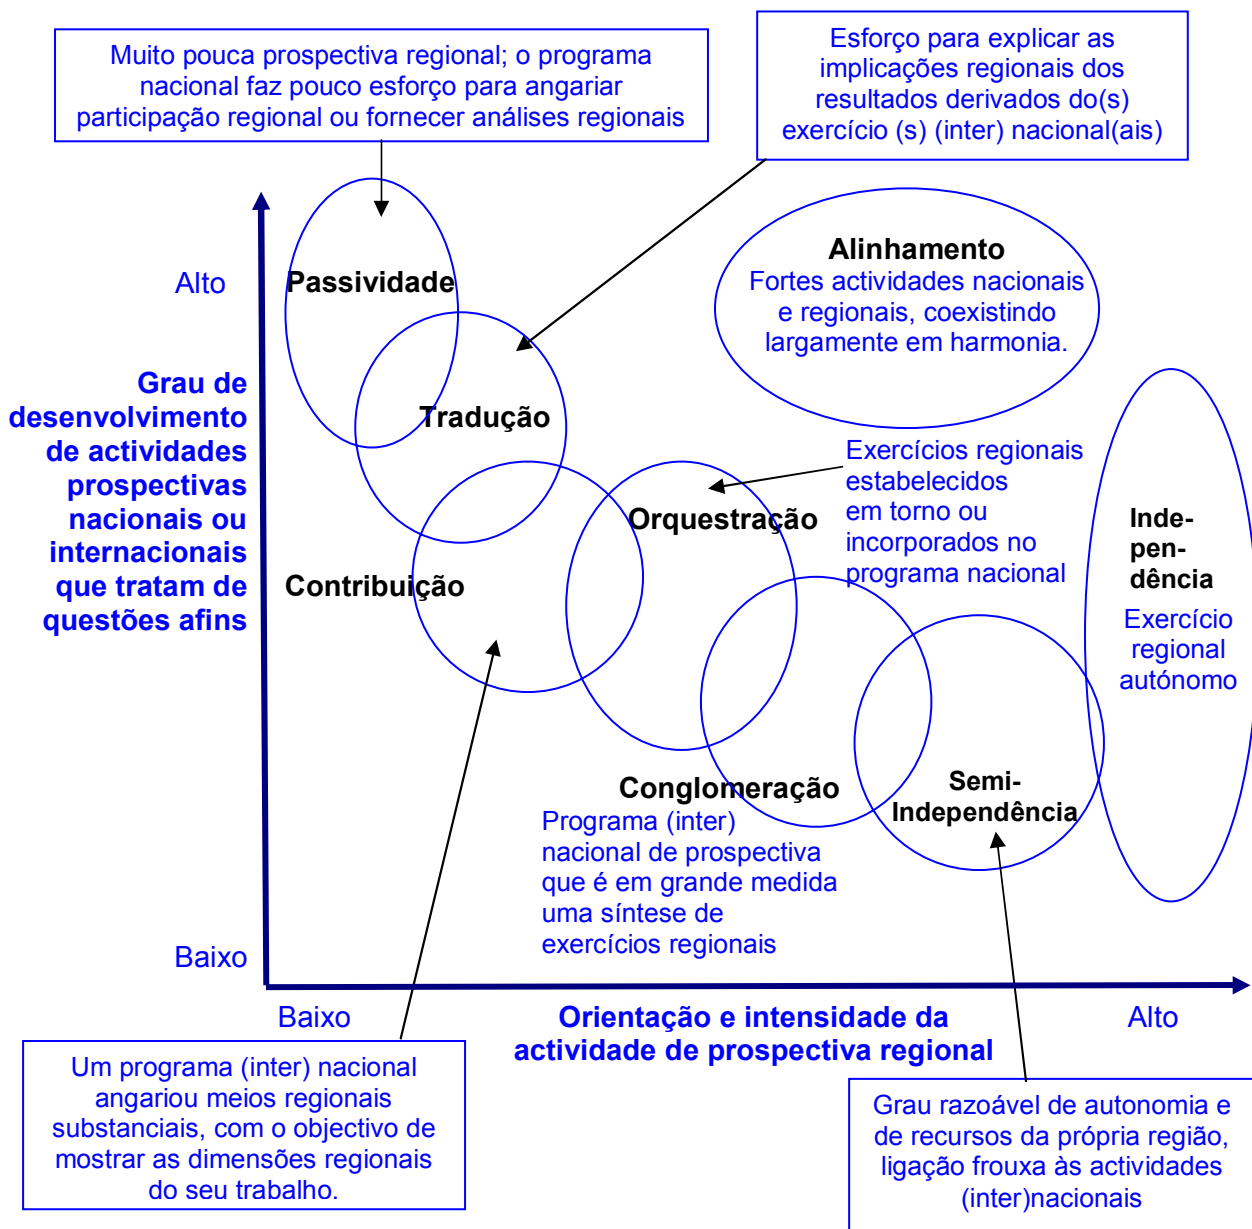 Muito pouca prospectiva regional; o programa
nacional faz pouco esforço para angariar
participação regional ou fornecer análises regionais
Esforço para explicar as
implicações regionais dos
resultados derivados do(s)
exercício (s) (inter) nacional(ais)
Alto
Passividade
Alinhamento
Fortes actividades nacionais
e regionais, coexistindo
largamente em harmonia.
Grau de
desenvolvimento
de actividades
prospectivas
nacionais ou
internacionais
que tratam de
questões afins
Tradução
Exercícios regionais
estabelecidos
em torno ou
incorporados no
programa nacional
Orquestração
Inde-
pen-
dência
Exercício
regional
autónomo
Contribuição
Conglomeração
Programa (inter)
nacional de prospectiva
que é em grande medida
uma síntese de
exercícios regionais
Semi-
Independência
Baixo
Baixo
Orientação e intensidade da
actividade de prospectiva regional
Alto
Um programa (inter) nacional
angariou meios regionais
substanciais, com o objectivo de
mostrar as dimensões regionais
do seu trabalho.
Grau razoável de autonomia e
de recursos da própria região,
ligação frouxa às actividades
(inter)nacionais